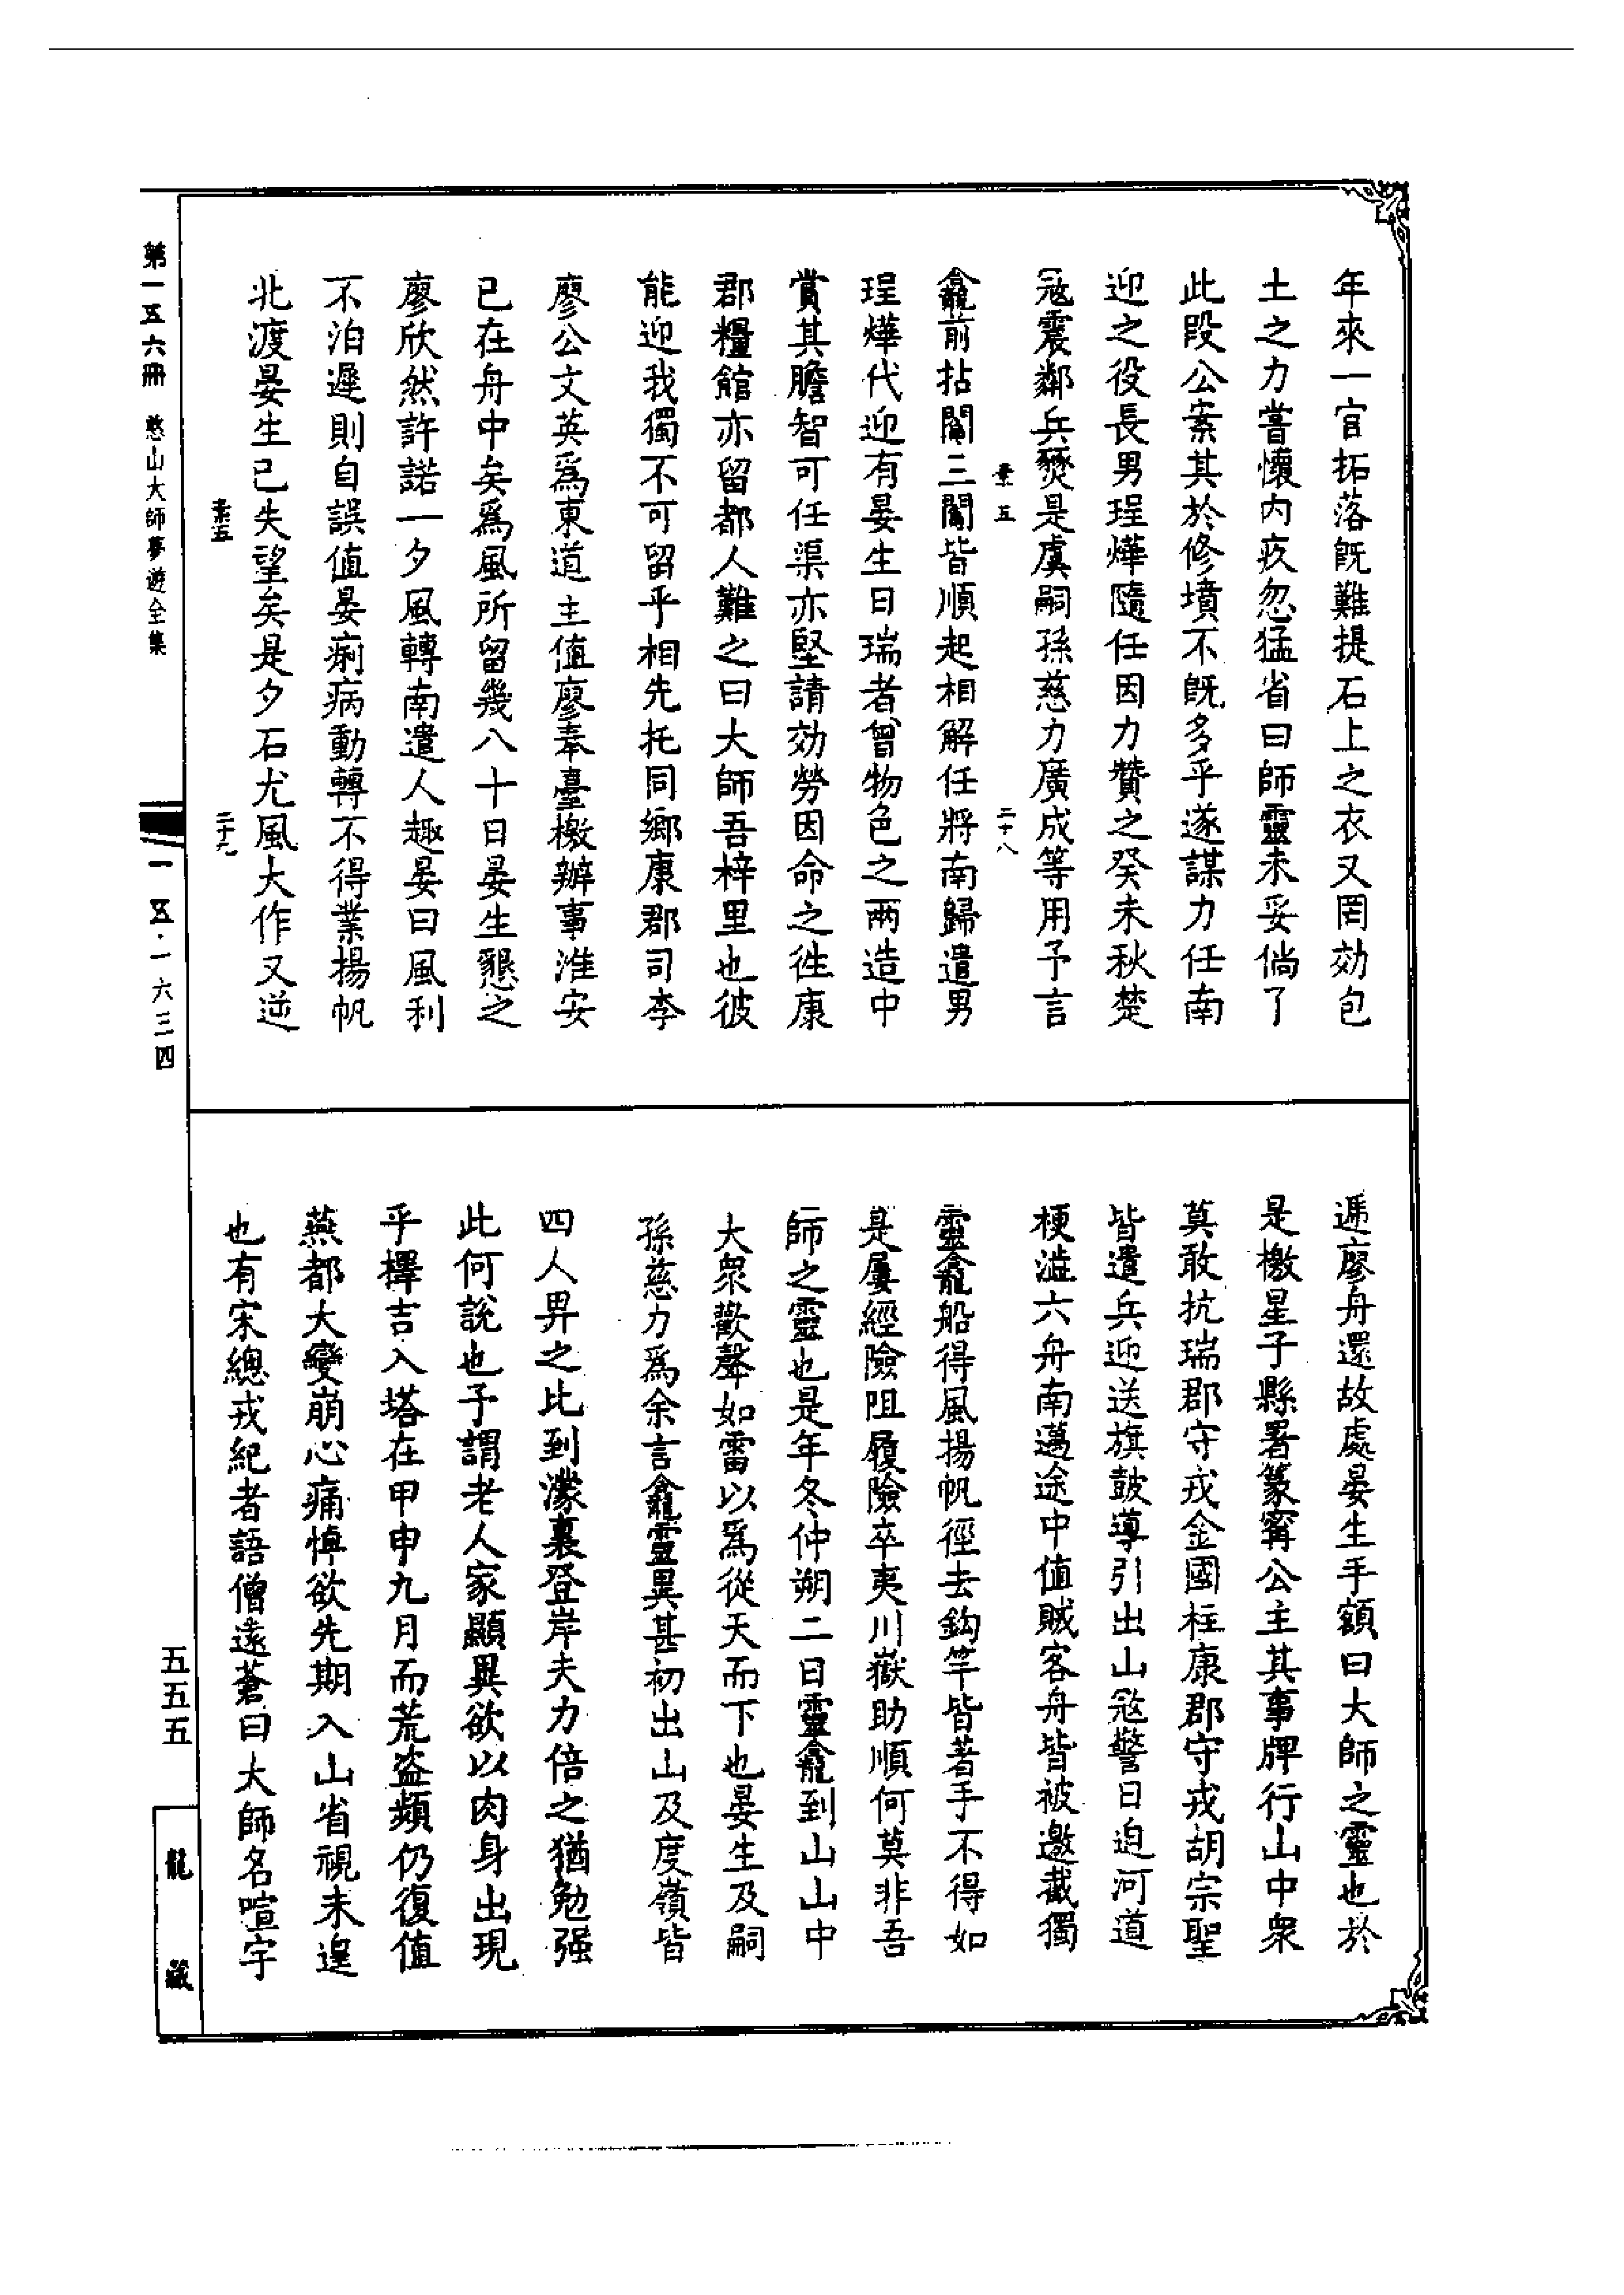 年來一官拓落旣難提石上之衣又罔効包
土之力嘗懷內疚忽猛省曰師靈未妥倘了
此段公案其於修墳不旣多乎遂謀力任南
迎之役長男珵燁隨任因力贊之癸未秋楚
冦震鄰兵燹是虞嗣孫慈力廣成等用予言
業五 二十八
龕前拈鬮三鬮皆順起相解任將南歸遣男
珵燁代迎有晏生日瑞者曾物色之兩造中
賞其膽智可任渠亦堅請効勞因命之徃康
郡糧館亦留都人難之曰大師吾梓里也彼
能迎我獨不可留乎相先托同鄉康郡司李
廖公文英爲東道主值廖奉臺檄辦事淮安
已在舟中矣爲風所留幾八十日晏生懇之
廖欣然許諾一夕風轉南遣人趣晏曰風利
不泊遲則自誤值晏痢病動轉不得業揚帆
北渡晏生已失望矣是夕石尤風大作又逆
業五 二十九
遞廖舟還故處晏生手額曰大師之靈也於
是檄星子縣署篆甯公主其事牌行山中衆
莫敢抗瑞郡守戎金國柱康郡守戎胡宗聖
皆遣兵迎送旗鼓導引出山冦警日迫河道
梗澁六舟南邁途中值賊客舟皆被邀截獨
靈龕船得風揚帆徑去鈎竿皆著手不得如
是屢經險阻履險卒夷川嶽助順何莫非吾
師之靈也是年冬仲朔二日靈龕到山山中
大衆歡聲如雷以爲從天而下也晏生及嗣
孫慈力爲余言龕靈異甚初出山及度嶺皆
四人舁之比到濛裏登岸夫力倍之猶勉强
此何說也予謂老人家顯異欲以肉身出現
乎擇吉入塔在甲申九月而荒盜頻仍復值
燕都大變崩心痛悼欲先期入山省視未遑
也有宋總戎紀者語僧遠蒼曰大師名喧宇
第一五六冊 憨山大師夢遊全集
一五·一六三四
五五五
龍藏